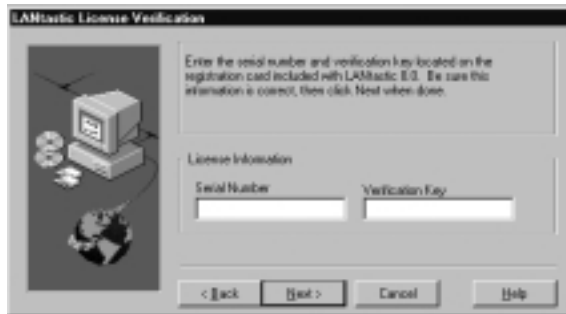 LANtastic License Verification
Enter the serial number and verification key located on the
registration card included with LANtastic 8.0. Be sure this
information is correct, then click Next when done.
License Information
Serial Number
Verification Key
< Back
Next >
Cancel
Help